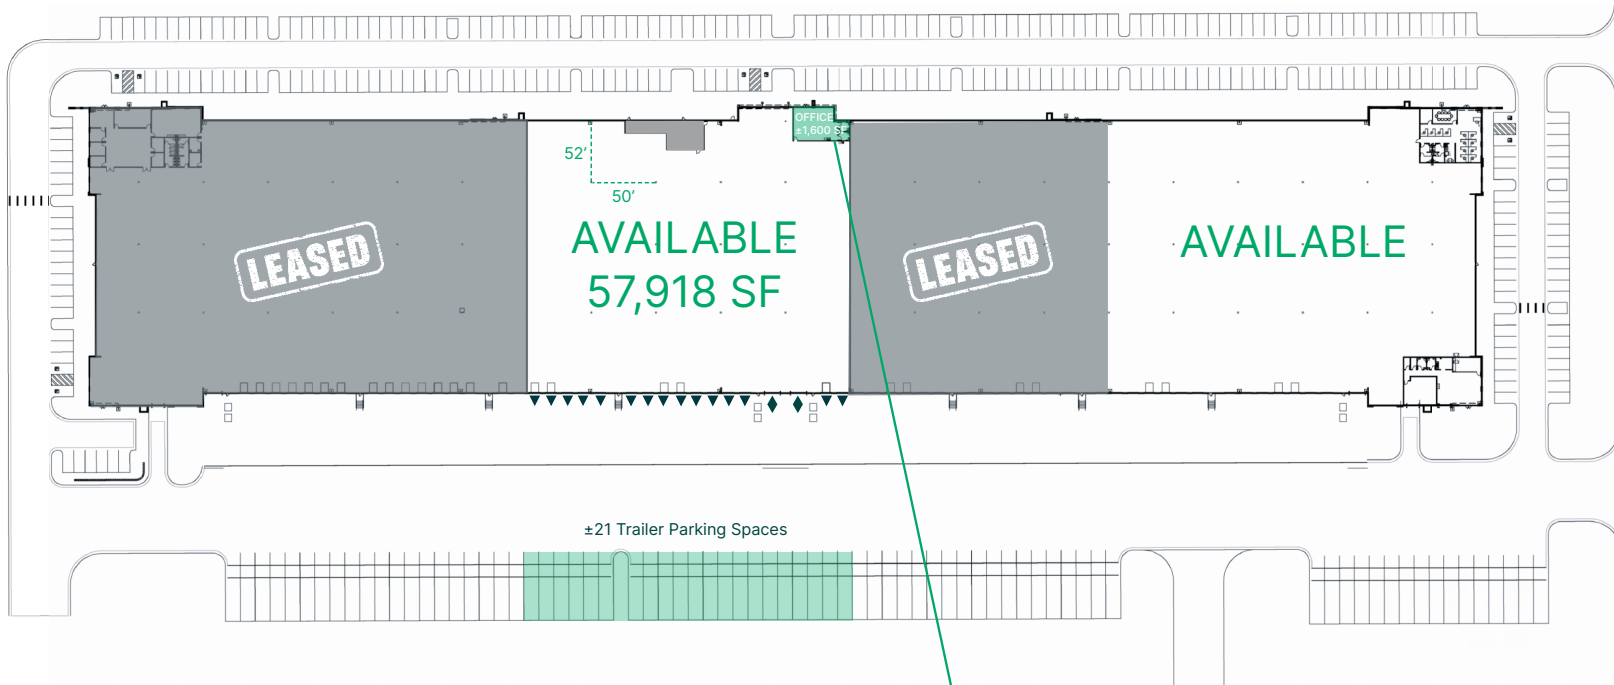 OFFICE
±1,600 SF
52’
50’
LEASED
AVAILABLE
57,918 SF
LEASED
AVAILABLE
±21 Trailer Parking Spaces